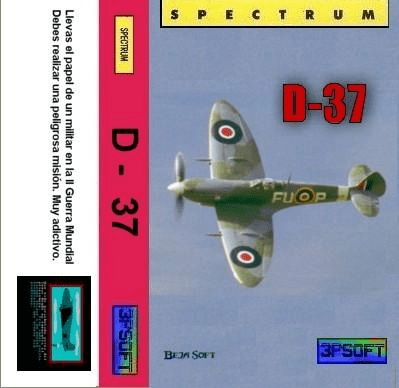 Llevas el papel de un militar en la II Guerra Mundial
Debes realizar una peligrosa misión. Muy adictivo.
SPECTRUM
D - 37
3PSOFT
SPECTRUM
D-37
FU P
BEJA SOFT
3PSOFT